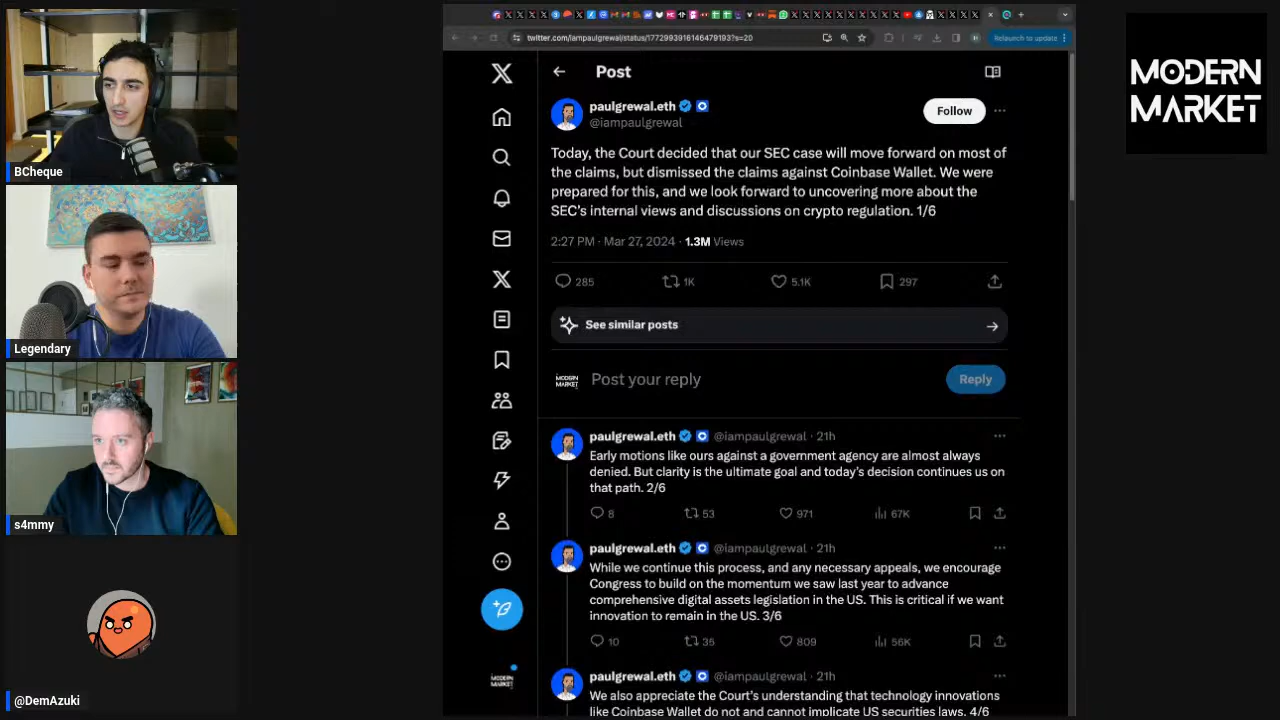 BCheque
Legendary
s4mmy
@DemAzuki
twitter.com/iampaulgrewal/status/1772993916146479193?s=20
Relaunch to update
Post
paulgrewal.eth
@iampaulgrewal
Follow
Today, the Court decided that our SEC case will move forward on most of
the claims, but dismissed the claims against Coinbase Wallet. We were
prepared for this, and we look forward to uncovering more about the
SEC's internal views and discussions on crypto regulation. 1/6
2:27 PM · Mar 27, 2024 · 1.3M Views
285 1K 5.1K 297
See similar posts
MODERN
MARKET
Post your reply
Reply
paulgrewal.eth @iampaulgrewal · 21h
Early motions like ours against a government agency are almost always
denied. But clarity is the ultimate goal and today's decision continues us on
that path. 2/6
8 53 971 67K
paulgrewal.eth @iampaulgrewal · 21h
While we continue this process, and any necessary appeals, we encourage
Congress to build on the momentum we saw last year to advance
comprehensive digital assets legislation in the US. This is critical if we want
innovation to remain in the US. 3/6
10 35 809 56K
paulgrewal.eth @iampaulgrewal · 21h
We also appreciate the Court's understanding that technology innovations
like Coinbase Wallet do not and cannot implicate US securities laws. 4/6
MODERN
MARKET
MODERN
MARKET